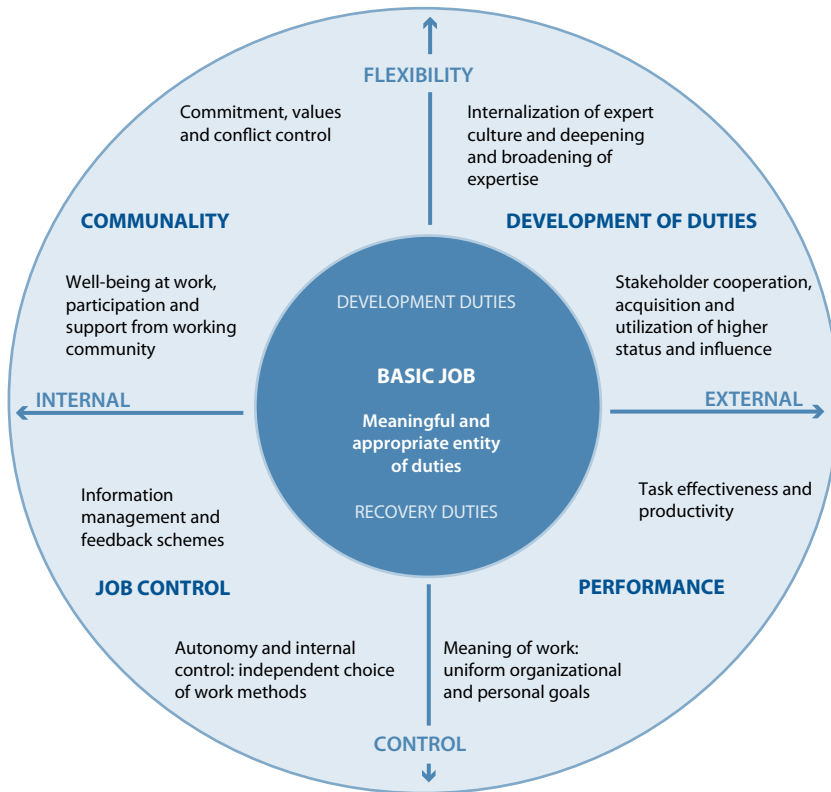 FLEXIBILITY
Commitment, values
and conflict control
Internalization of expert
culture and deepening
and broadening of
expertise
COMMUNALITY
DEVELOPMENT OF DUTIES
Well-being at work,
participation and
support from working
community
DEVELOPMENT DUTIES
Stakeholder cooperation,
acquisition and
utilization of higher
status and influence
BASIC JOB
INTERNAL
EXTERNAL
Meaningful and
appropriate entity
of duties
Information
management and
feedback schemes
RECOVERY DUTIES
Task effectiveness and
productivity
JOB CONTROL
PERFORMANCE
Autonomy and internal
control: independent choice
of work methods
Meaning of work:
uniform organizational
and personal goals
CONTROL